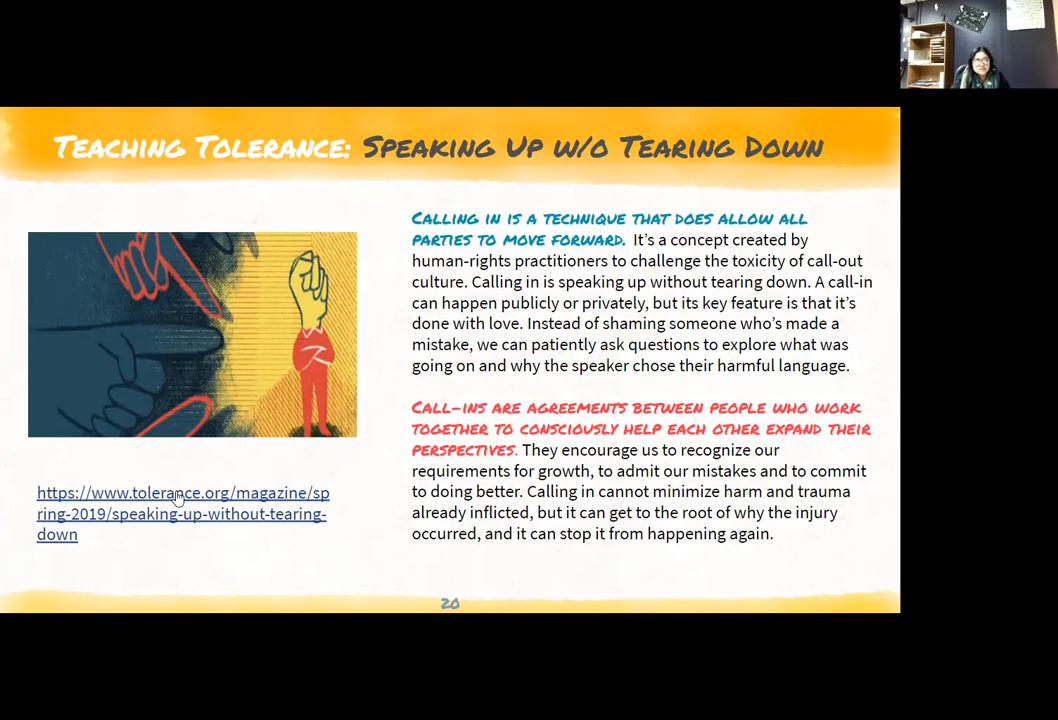 Teaching Tolerance: Speaking Up w/o Tearing Down
Calling in is a technique that does allow all
parties to move forward. It's a concept created by
human-rights practitioners to challenge the toxicity of call-out
culture. Calling in is speaking up without tearing down. A call-in
can happen publicly or privately, but its key feature is that it's
done with love. Instead of shaming someone who's made a
mistake, we can patiently ask questions to explore what was
going on and why the speaker chose their harmful language.
Call-ins are agreements between people who work
together to consciously help each other expand their
perspectives. They encourage us to recognize our
requirements for growth, to admit our mistakes and to commit
to doing better. Calling in cannot minimize harm and trauma
already inflicted, but it can get to the root of why the injury
occurred, and it can stop it from happening again.
https://www.tolerance.org/magazine/sp
ring-2019/speaking-up-without-tearing-
down
20